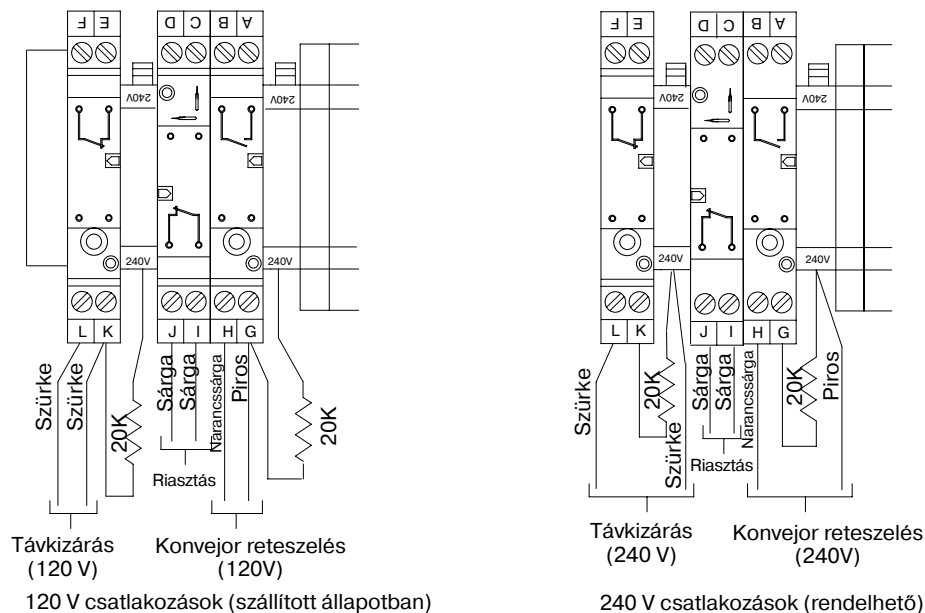 F E D C B A
240V 240V
240V 240V
L K J I H G
Szürke
Szürke
20K
Sárga
Sárga
Narancssárga
Piros
20K
Riasztás
Távkizárás
(120 V)
Konvejor reteszelés
(120V)
120 V csatlakozások (szállított állapotban)
F E D C B A
240V 240V
240V 240V
L K J I H G
Szürke
20K
Szürke
Sárga
Sárga
Narancssárga
20K
Piros
Riasztás
Távkizárás
(240 V)
Konvejor reteszelés
(240V)
240 V csatlakozások (rendelhető)